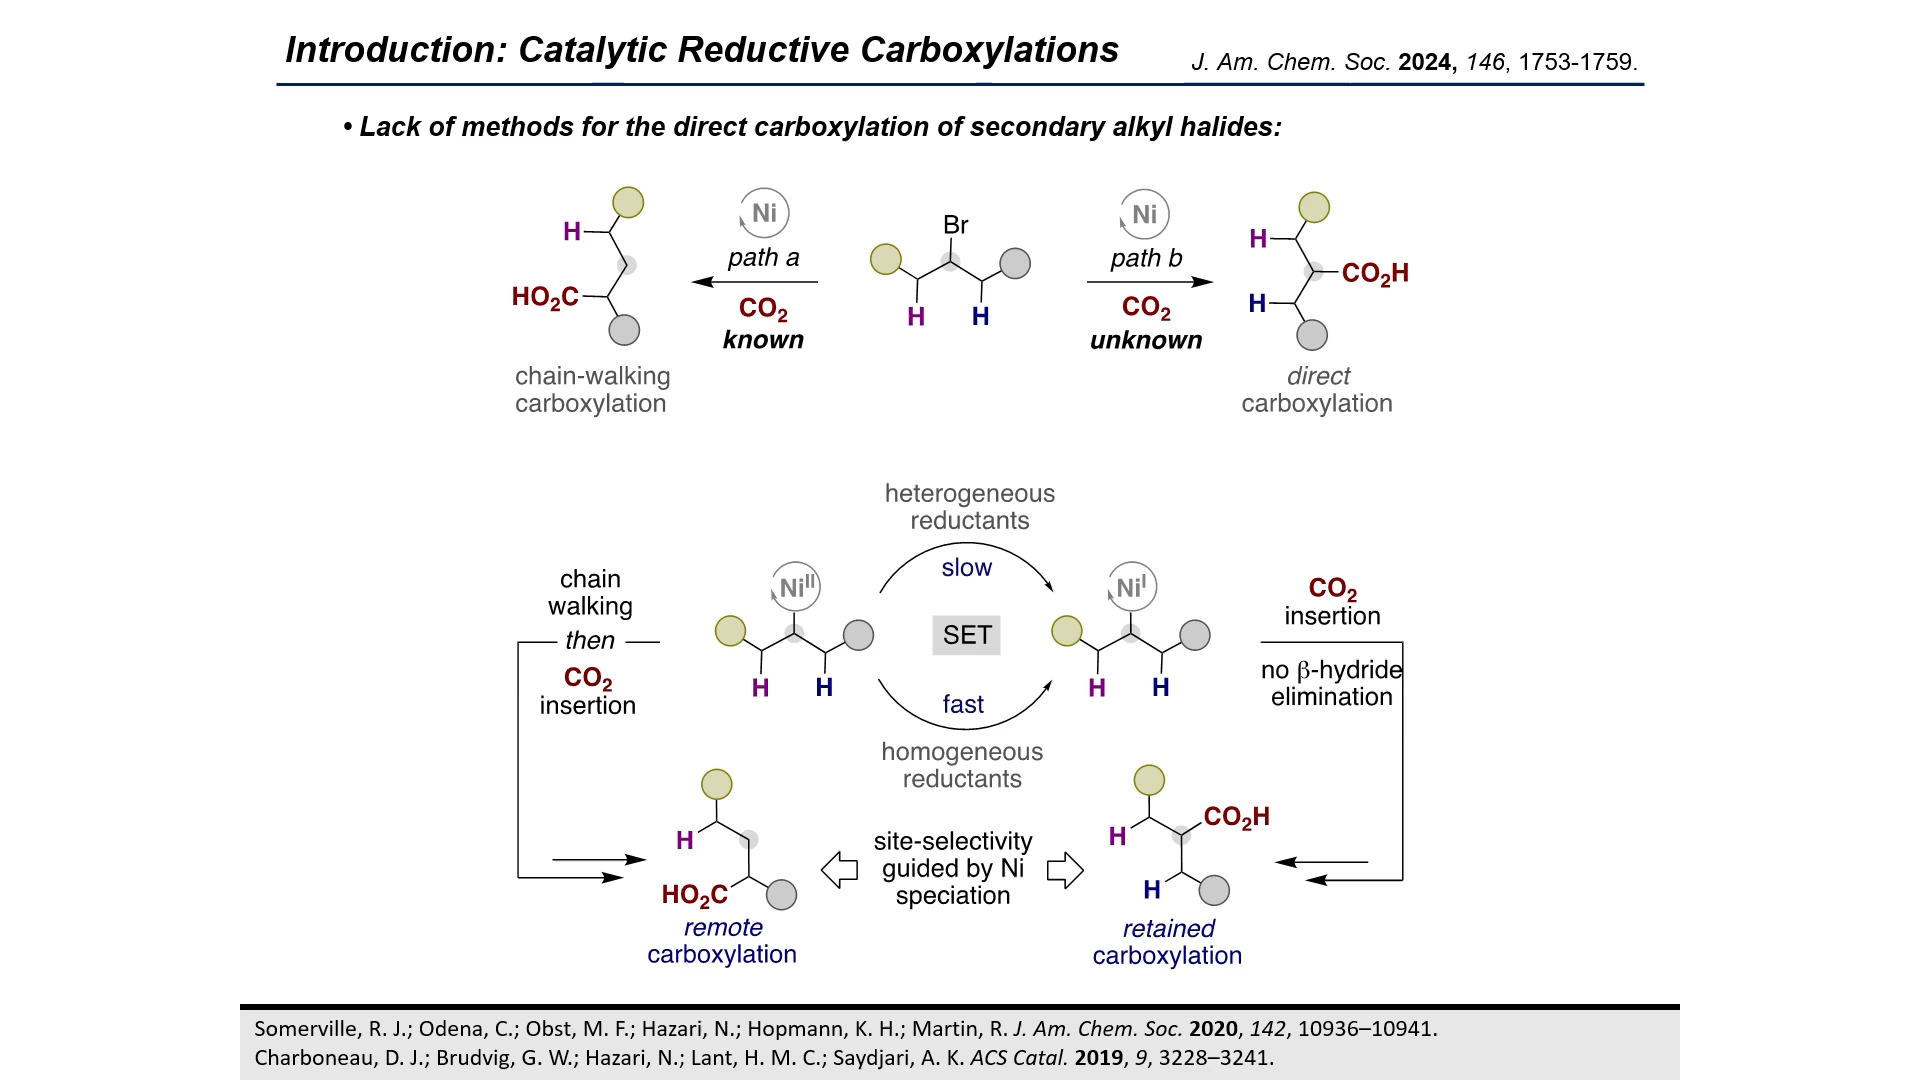 Introduction: Catalytic Reductive Carboxylations
J. Am. Chem. Soc. 2024, 146, 1753-1759.
• Lack of methods for the direct carboxylation of secondary alkyl halides:
H
HO₂C
chain-walking
carboxylation
Ni
path a
CO₂
known
Br
H H
Ni
path b
CO₂
unknown
H
CO₂H
H
direct
carboxylation
heterogeneous
reductants
slow
SET
fast
homogeneous
reductants
chain
walking
then
CO₂
insertion
Niᴵᴵ
H H
Niᴵ
H H
CO₂
insertion
no β-hydride
elimination
H
HO₂C
remote
carboxylation
site-selectivity
guided by Ni
speciation
CO₂H
H
H
retained
carboxylation
Somerville, R. J.; Odena, C.; Obst, M. F.; Hazari, N.; Hopmann, K. H.; Martin, R. J. Am. Chem. Soc. 2020, 142, 10936–10941.
Charboneau, D. J.; Brudvig, G. W.; Hazari, N.; Lant, H. M. C.; Saydjari, A. K. ACS Catal. 2019, 9, 3228–3241.